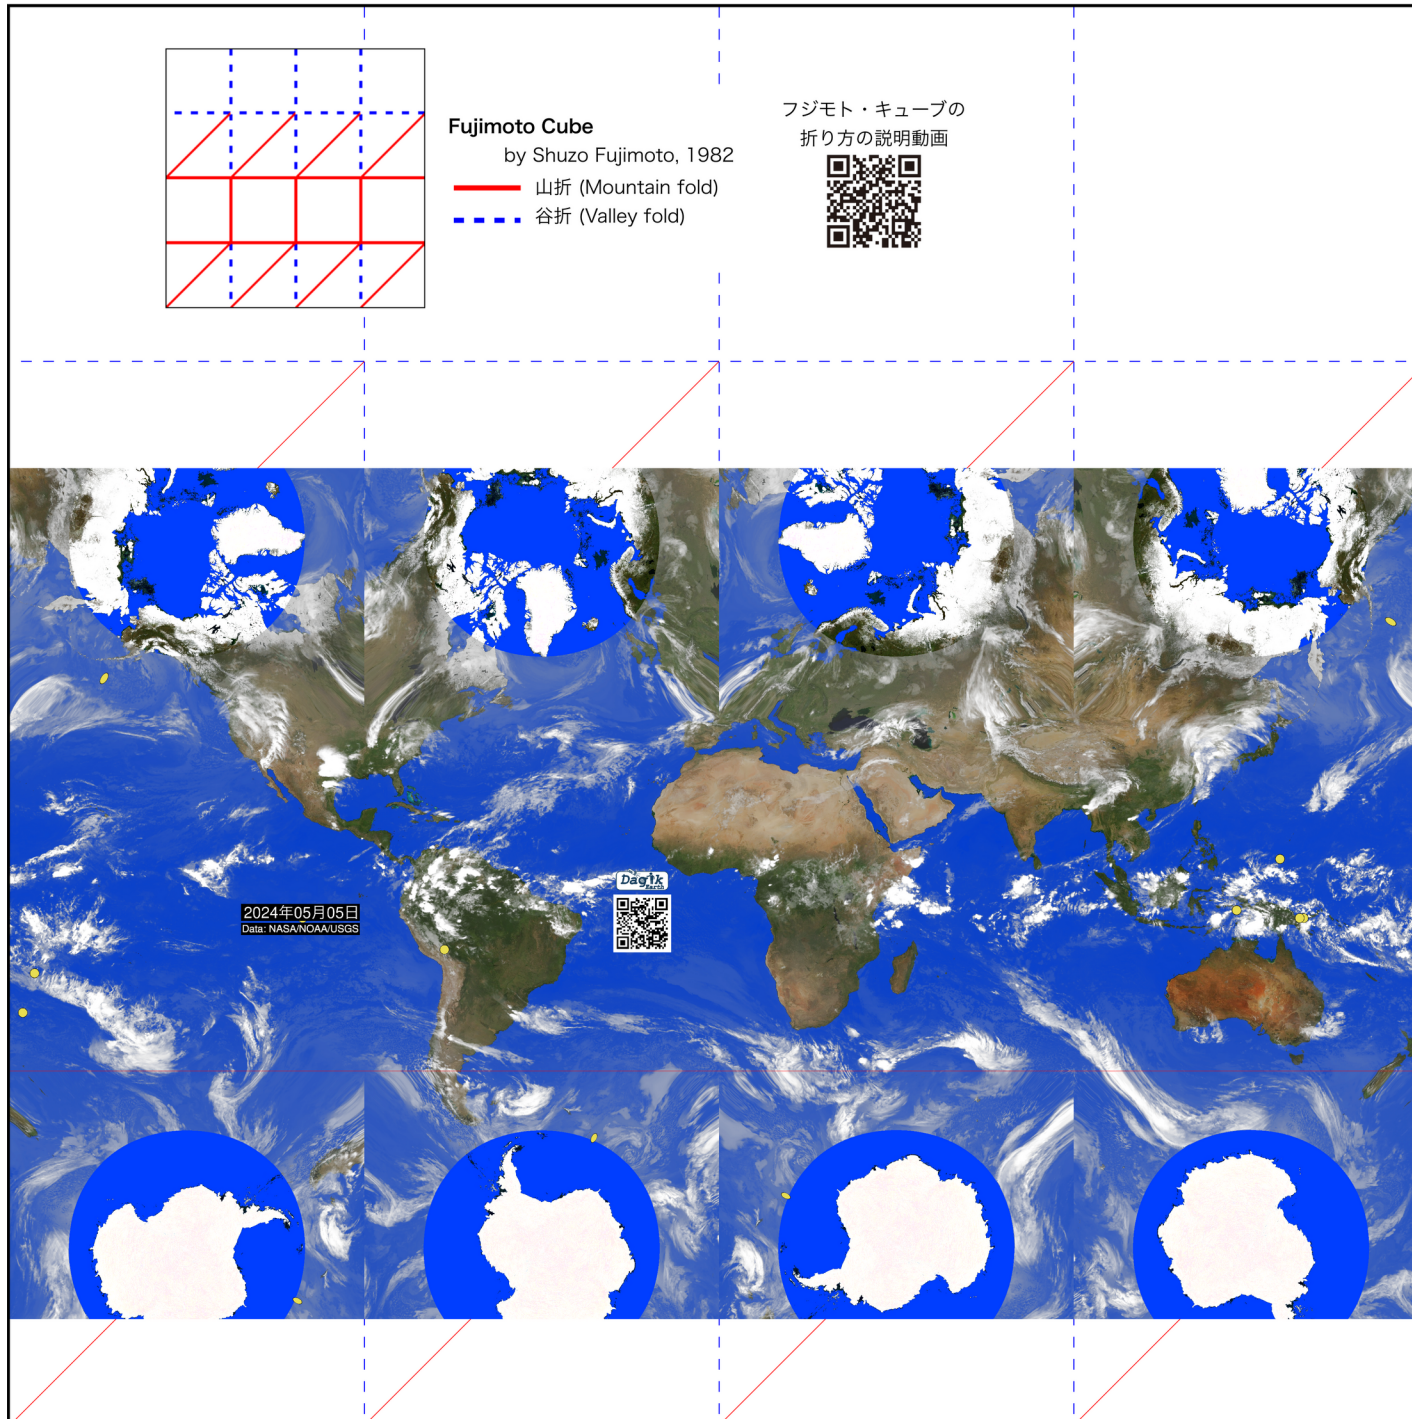 Fujimoto Cube
by Shuzo Fujimoto, 1982
山折 (Mountain fold)
谷折 (Valley fold)
フジモト・キューブの
折り方の説明動画
Dagik
Earth
2024年05月05日
Data: NASA/NOAA/USGS